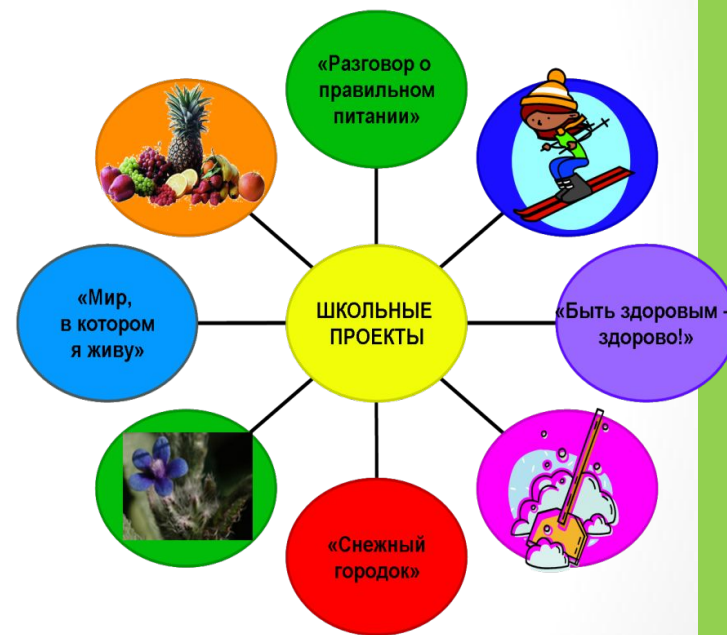 «Разговор о
правильном
питании»
«Мир,
в котором
я живу»
ШКОЛЬНЫЕ
ПРОЕКТЫ
«Быть здоровым -
здорово!»
«Снежный
городок»